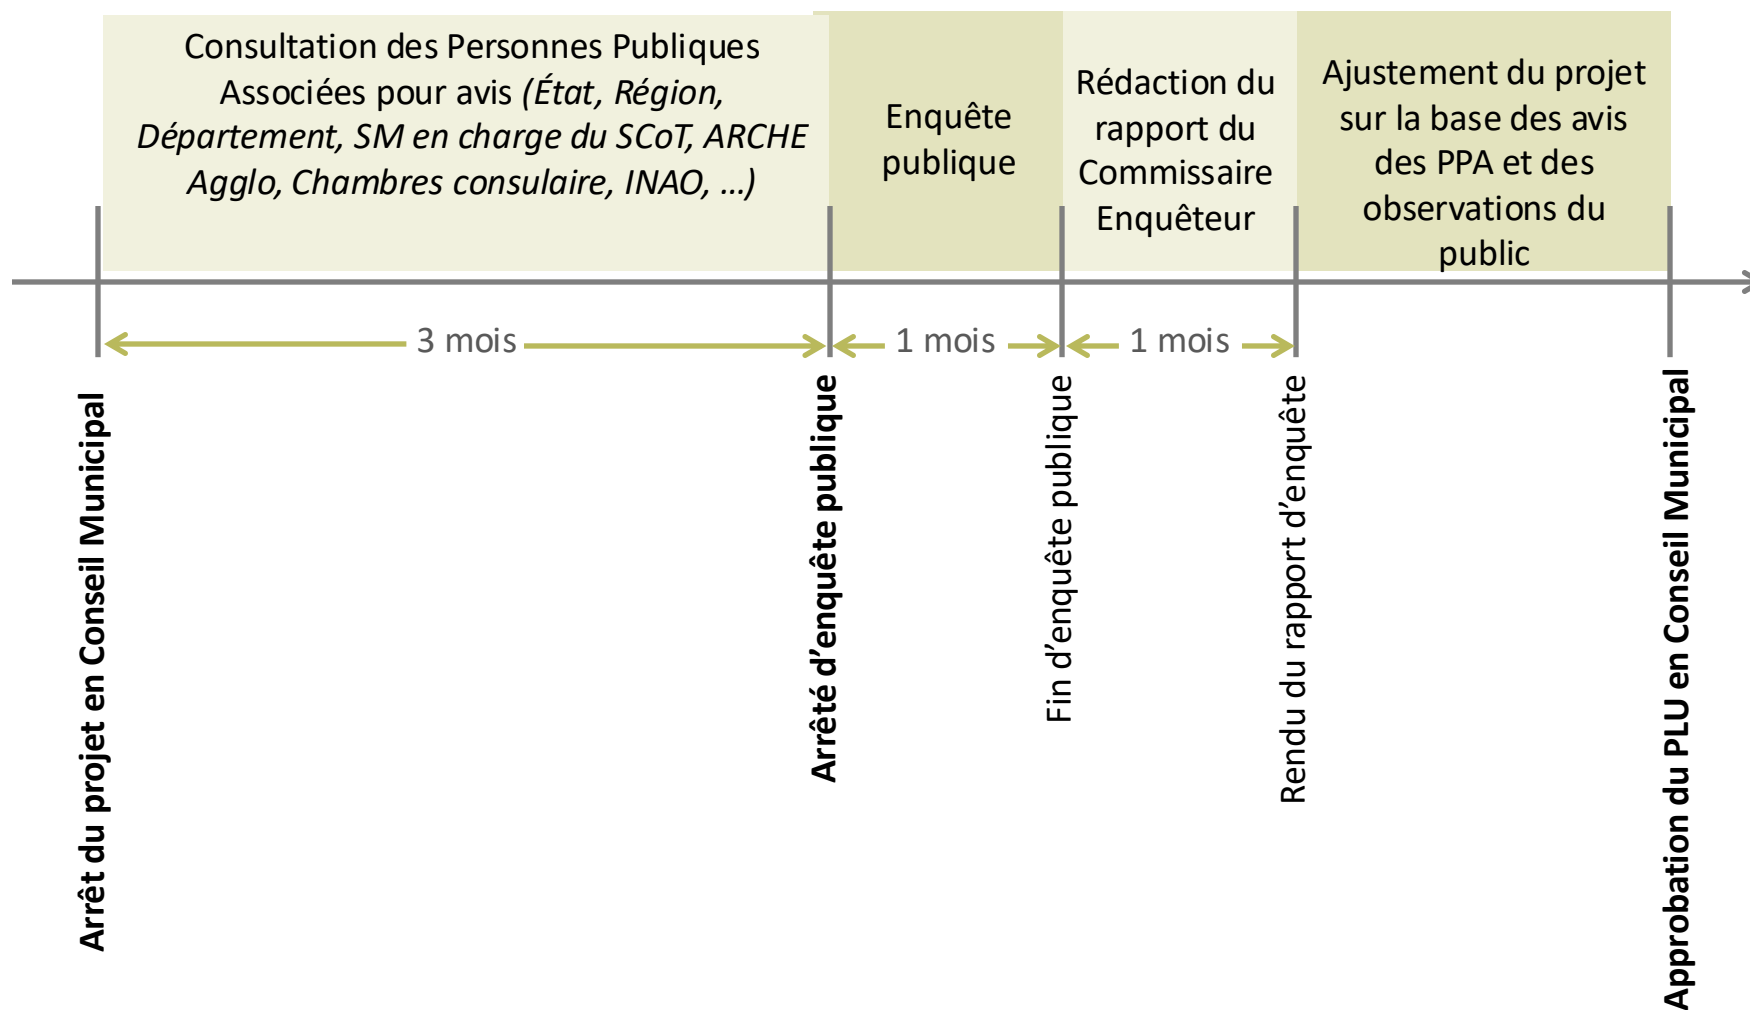 Consultation des Personnes Publiques
Associées pour avis (État, Région,
Département, SM en charge du SCoT, ARCHE
Agglo, Chambres consulaire, INAO, …)
Enquête
publique
Rédaction du
rapport du
Commissaire
Enquêteur
Ajustement du projet
sur la base des avis
des PPA et des
observations du
public
3 mois
1 mois
1 mois
Arrêt du projet en Conseil Municipal
Arrêté d’enquête publique
Fin d’enquête publique
Rendu du rapport d’enquête
Approbation du PLU en Conseil Municipal